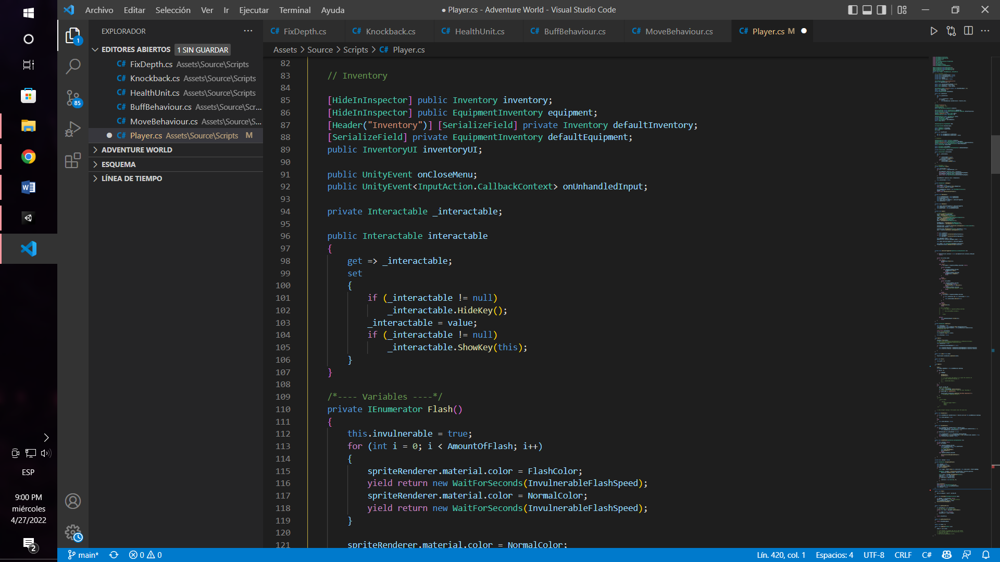 Archivo Editar Selección Ver Ir Ejecutar Terminal Ayuda
● Player.cs - Adventure World - Visual Studio Code
EXPLORADOR
EDITORES ABIERTOS 1 SIN GUARDAR
C# FixDepth.cs Assets\Source\Scripts
C# Knockback.cs Assets\Source\Scripts
C# HealthUnit.cs Assets\Source\Scripts
C# BuffBehaviour.cs Assets\Source\Scr...
C# MoveBehaviour.cs Assets\Source\S...
● C# Player.cs Assets\Source\Scripts M
ADVENTURE WORLD
ESQUEMA
LÍNEA DE TIEMPO
1
85
C# FixDepth.cs C# Knockback.cs C# HealthUnit.cs C# BuffBehaviour.cs C# MoveBehaviour.cs C# Player.cs M ●
Assets > Source > Scripts > C# Player.cs
82
83 // Inventory
84
85 [HideInInspector] public Inventory inventory;
86 [HideInInspector] public EquipmentInventory equipment;
87 [Header("Inventory")] [SerializeField] private Inventory defaultInventory;
88 [SerializeField] private EquipmentInventory defaultEquipment;
89 public InventoryUI inventoryUI;
90
91 public UnityEvent onCloseMenu;
92 public UnityEvent<InputAction.CallbackContext> onUnhandledInput;
93
94 private Interactable _interactable;
95
96 public Interactable interactable
97 {
98 get => _interactable;
99 set
100 {
101 if (_interactable != null)
102 _interactable.HideKey();
103 _interactable = value;
104 if (_interactable != null)
105 _interactable.ShowKey(this);
106 }
107 }
108
109 /*---- Variables ----*/
110 private IEnumerator Flash()
111 {
112 this.invulnerable = true;
113 for (int i = 0; i < AmountOfFlash; i++)
114 {
115 spriteRenderer.material.color = FlashColor;
116 yield return new WaitForSeconds(InvulnerableFlashSpeed);
117 spriteRenderer.material.color = NormalColor;
118 yield return new WaitForSeconds(InvulnerableFlashSpeed);
119 }
120
121 spriteRenderer.material.color = NormalColor;
ESP
9:00 PM
miércoles
4/27/2022
2
main* 0 0
Lín. 420, col. 1 Espacios: 4 UTF-8 CRLF C#